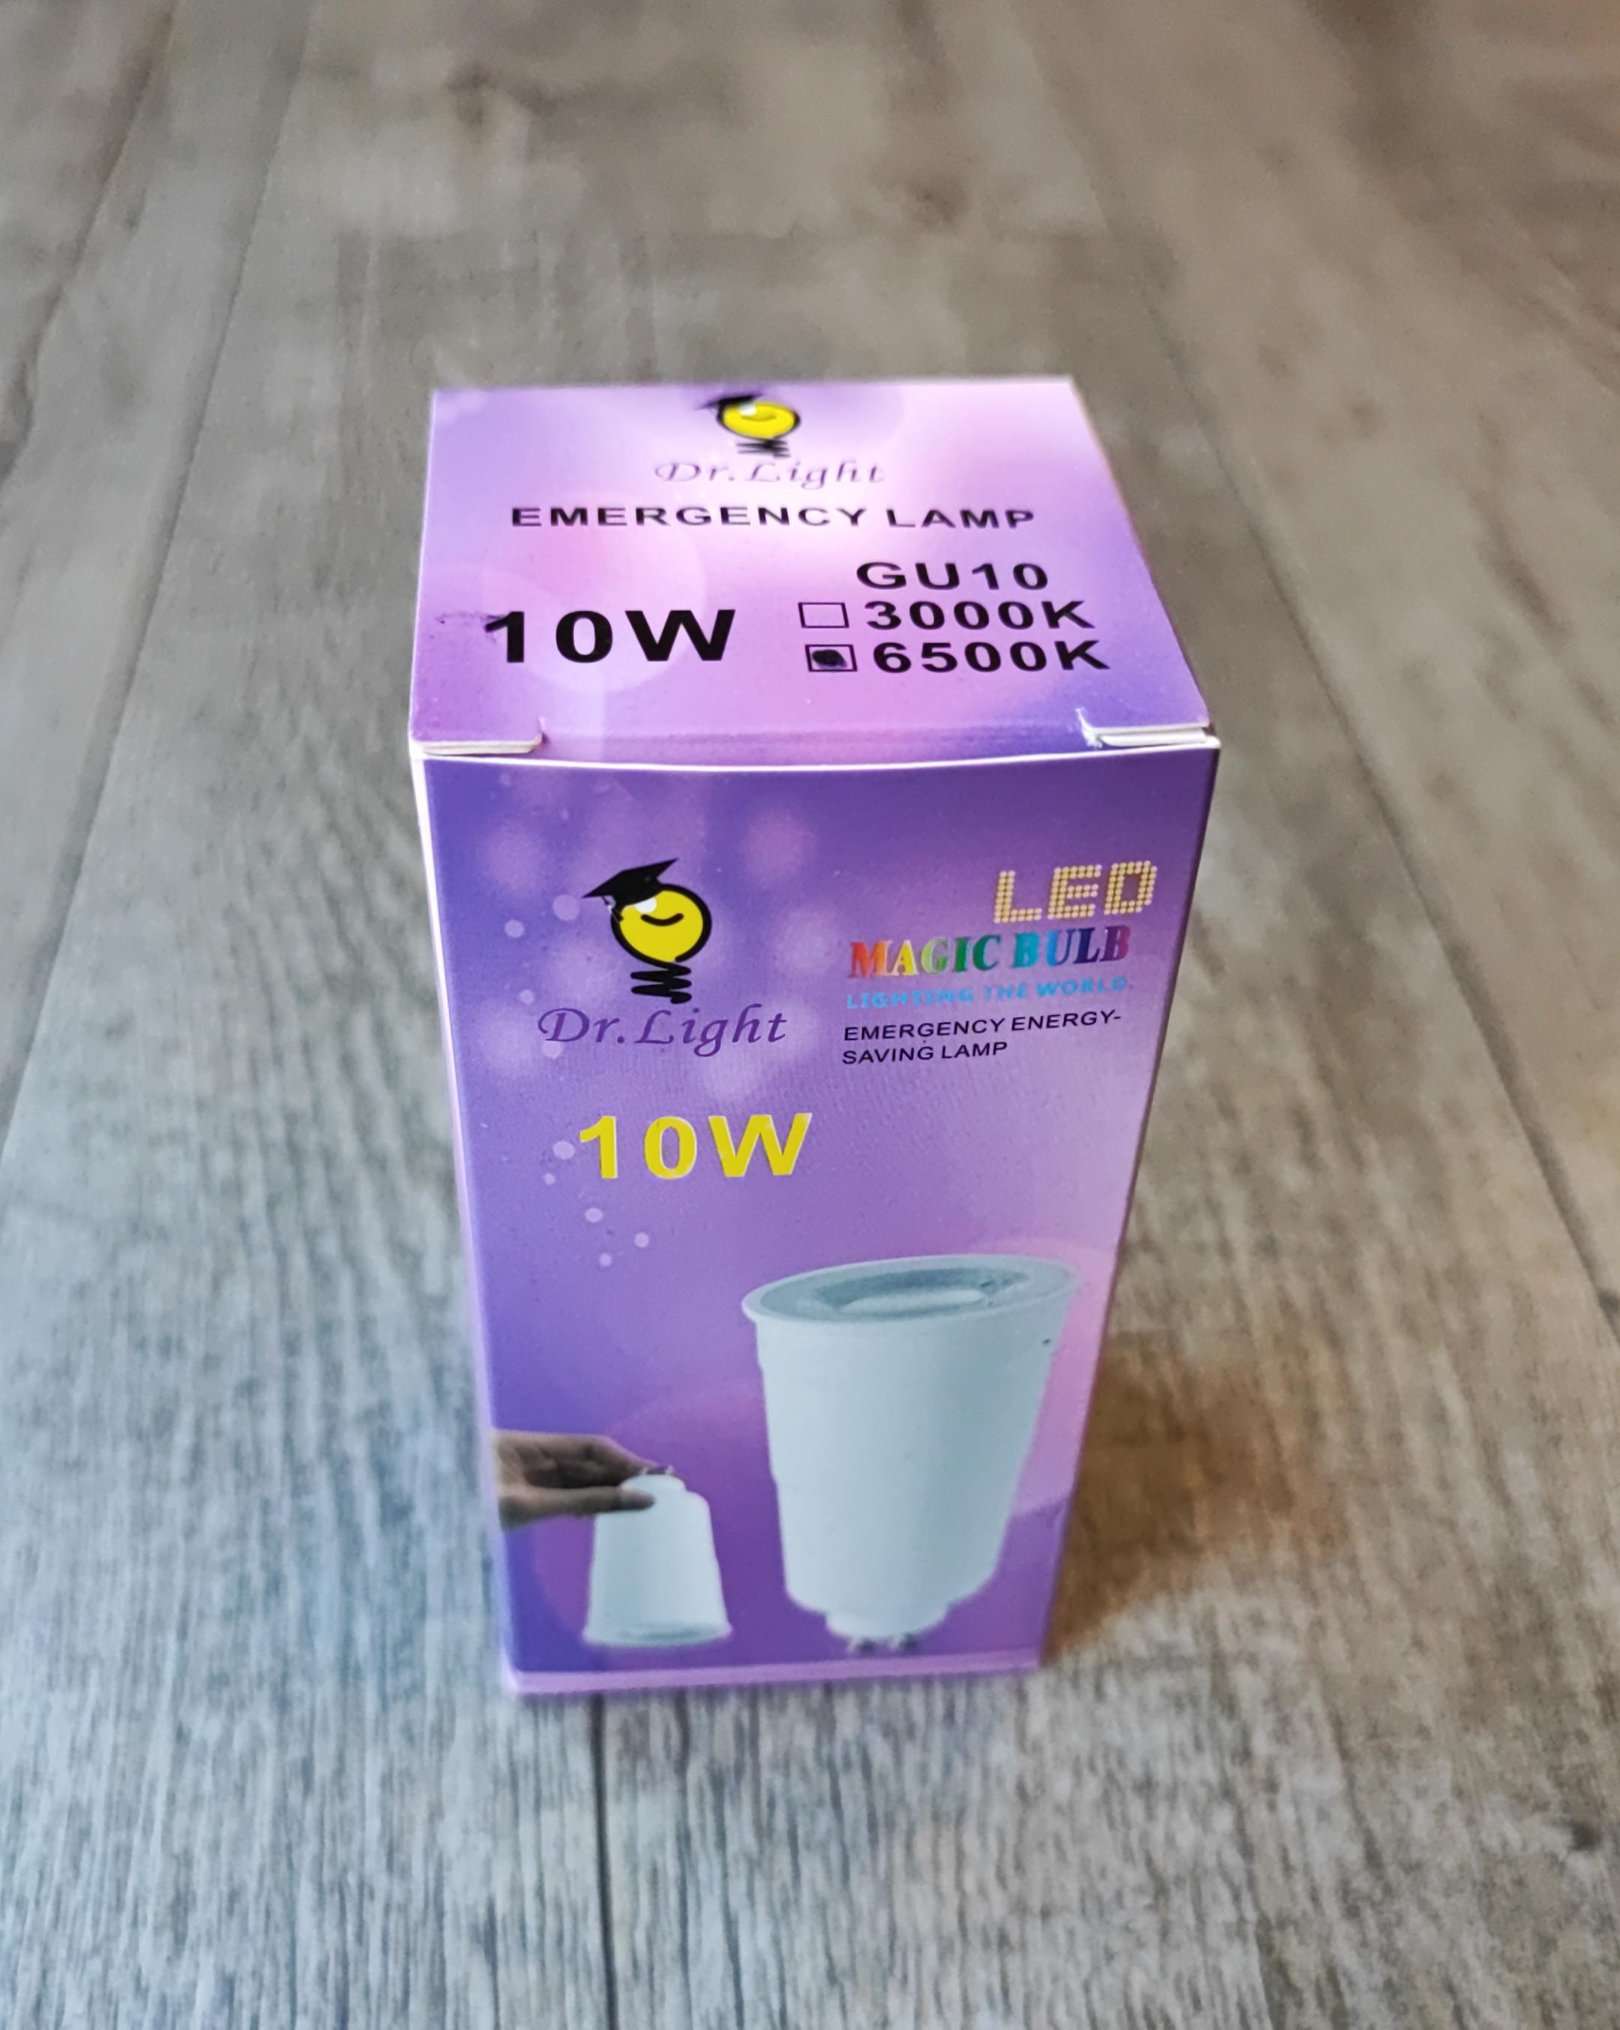 Dr.Light
EMERGENCY LAMP
GU10
10W
3000K
6500K
LED
MAGIC BULB
LIGHTING THE WORLD.
Dr.Light
EMERGENCY ENERGY-
SAVING LAMP
10W